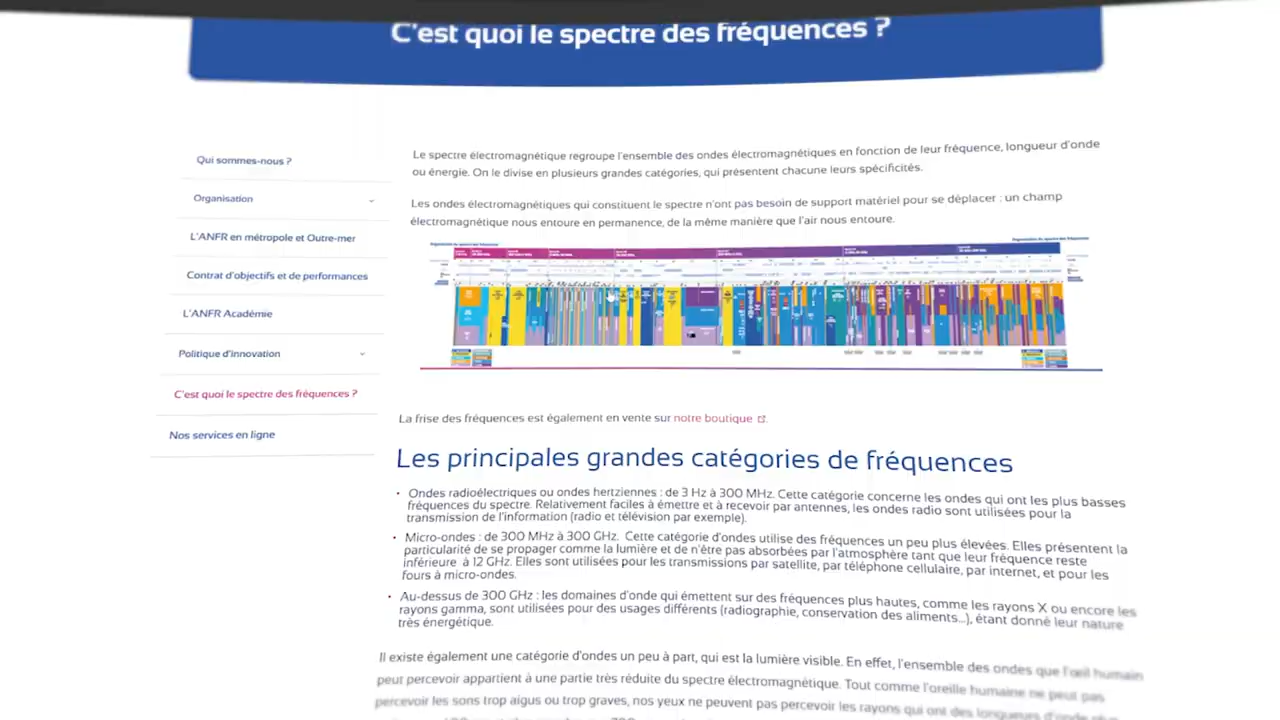 C'est quoi le spectre des fréquences ?
Qui sommes-nous ?
Organisation
L'ANFR en métropole et Outre-mer
Contrat d'objectifs et de performances
L'ANFR Académie
Politique d'innovation
C'est quoi le spectre des fréquences ?
Nos services en ligne
Le spectre électromagnétique regroupe l'ensemble des ondes électromagnétiques en fonction de leur fréquence, longueur d'onde
ou énergie. On le divise en plusieurs grandes catégories, qui présentent chacune leurs spécificités.
Les ondes électromagnétiques qui constituent le spectre n'ont pas besoin de support matériel pour se déplacer : un champ
électromagnétique nous entoure en permanence, de la même manière que l'air nous entoure.
La frise des fréquences est également en vente sur notre boutique
Les principales grandes catégories de fréquences
• Ondes radioélectriques ou ondes hertziennes : de 3 Hz à 300 MHz. Cette catégorie concerne les ondes qui ont les plus basses
fréquences du spectre. Relativement faciles à émettre et à recevoir par antennes, les ondes radio sont utilisées pour la
transmission de l'information (radio et télévision par exemple).
• Micro-ondes : de 300 MHz à 300 GHz. Cette catégorie d'ondes utilise des fréquences un peu plus élevées. Elles présentent la
particularité de se propager comme la lumière et de n'être pas absorbées par l'atmosphère tant que leur fréquence reste
inférieure à 12 GHz. Elles sont utilisées pour les transmissions par satellite, par téléphone cellulaire, par internet, et pour les
fours à micro-ondes.
• Au-dessus de 300 GHz : les domaines d'onde qui émettent sur des fréquences plus hautes, comme les rayons X ou encore les
rayons gamma, sont utilisées pour des usages différents (radiographie, conservation des aliments...), étant donné leur nature
très énergétique.
Il existe également une catégorie d'ondes un peu à part, qui est la lumière visible. En effet, l'ensemble des ondes que l'œil humain
peut percevoir appartient à une partie très réduite du spectre électromagnétique. Tout comme l'oreille humaine ne peut pas
percevoir les sons trop aigus ou trop graves, nos yeux ne peuvent pas percevoir les rayons qui ont des longueurs d'onde